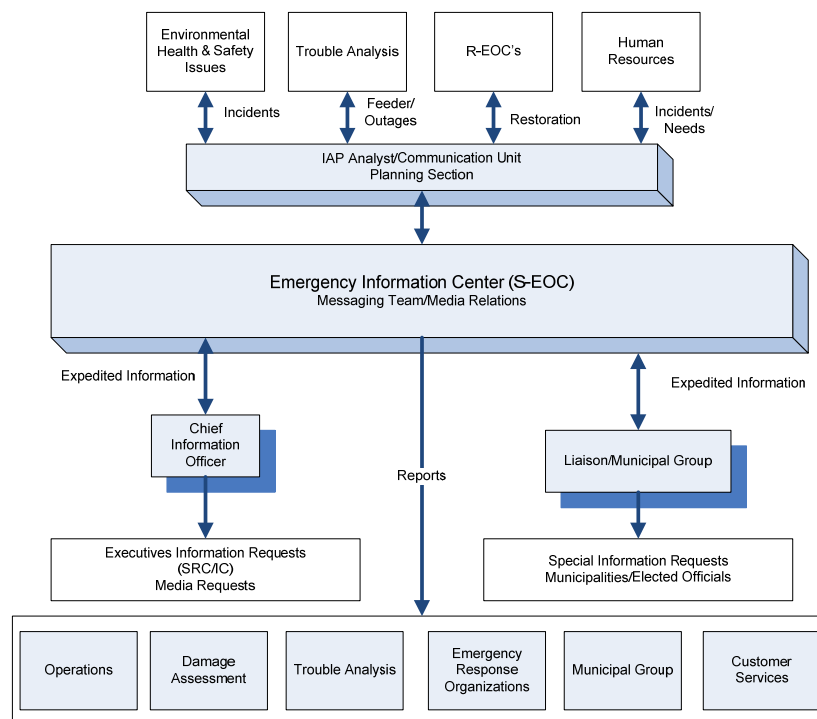 Environmental
Health & Safety
Issues
Trouble Analysis
R-EOC's
Human
Resources
Incidents
Feeder/
Outages
Restoration
Incidents/
Needs
IAP Analyst/Communication Unit
Planning Section
Emergency Information Center (S-EOC)
Messaging Team/Media Relations
Expedited Information
Expedited Information
Chief
Information
Officer
Liaison/Municipal Group
Reports
Executives Information Requests
(SRC/IC)
Media Requests
Special Information Requests
Municipalities/Elected Officials
Operations
Damage
Assessment
Trouble Analysis
Emergency
Response
Organizations
Municipal Group
Customer
Services